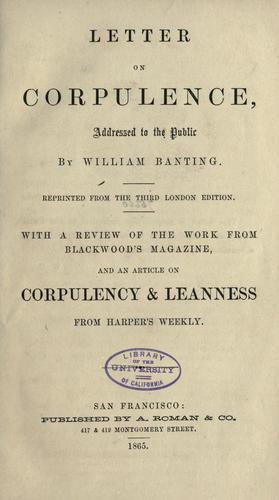 LETTER
ON
CORPULENCE,
Addressed to the Public
BY WILLIAM BANTING.
REPRINTED FROM THE THIRD LONDON EDITION.
WITH A REVIEW OF THE WORK FROM
BLACKWOOD'S MAGAZINE,
AND AN ARTICLE ON
CORPULENCY & LEANNESS
FROM HARPER'S WEEKLY.
LIBRARY
OF THE
UNIVERSITY
OF CALIFORNIA
SAN FRANCISCO:
PUBLISHED BY A. ROMAN & CO.
417 & 419 MONTGOMERY STREET.
1865.